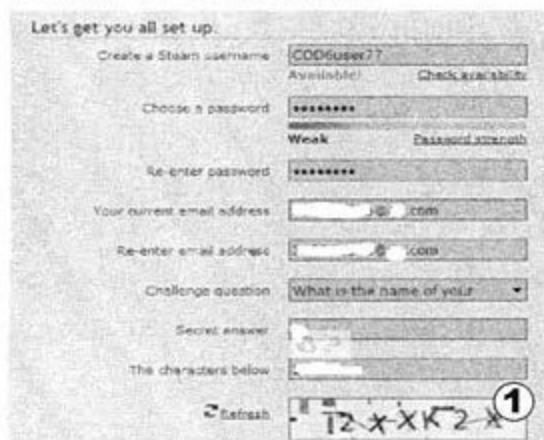 Let's get you all set up.
Create a Steam username COD6user77
Available! Check availability
Choose a password ••••••••
Weak Password strength
Re-enter password ••••••••
Your current email address @ .com
Re-enter email address @ .com
Challenge question What is the name of your
Secret answer
The characters below
Refresh 1